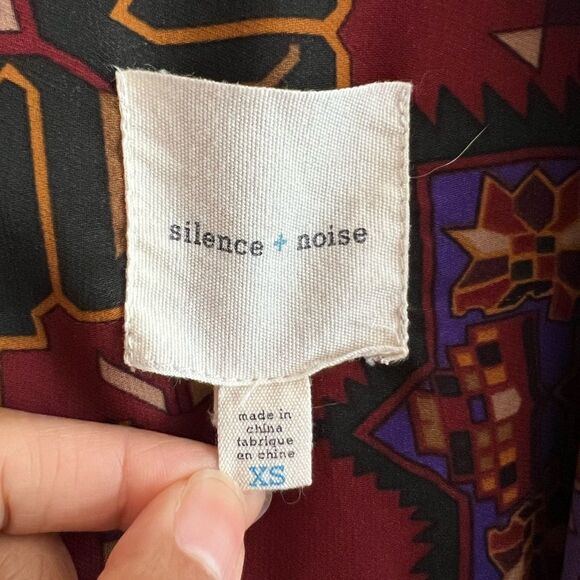 silence + noise
made in
china
fabrique
en chine
XS